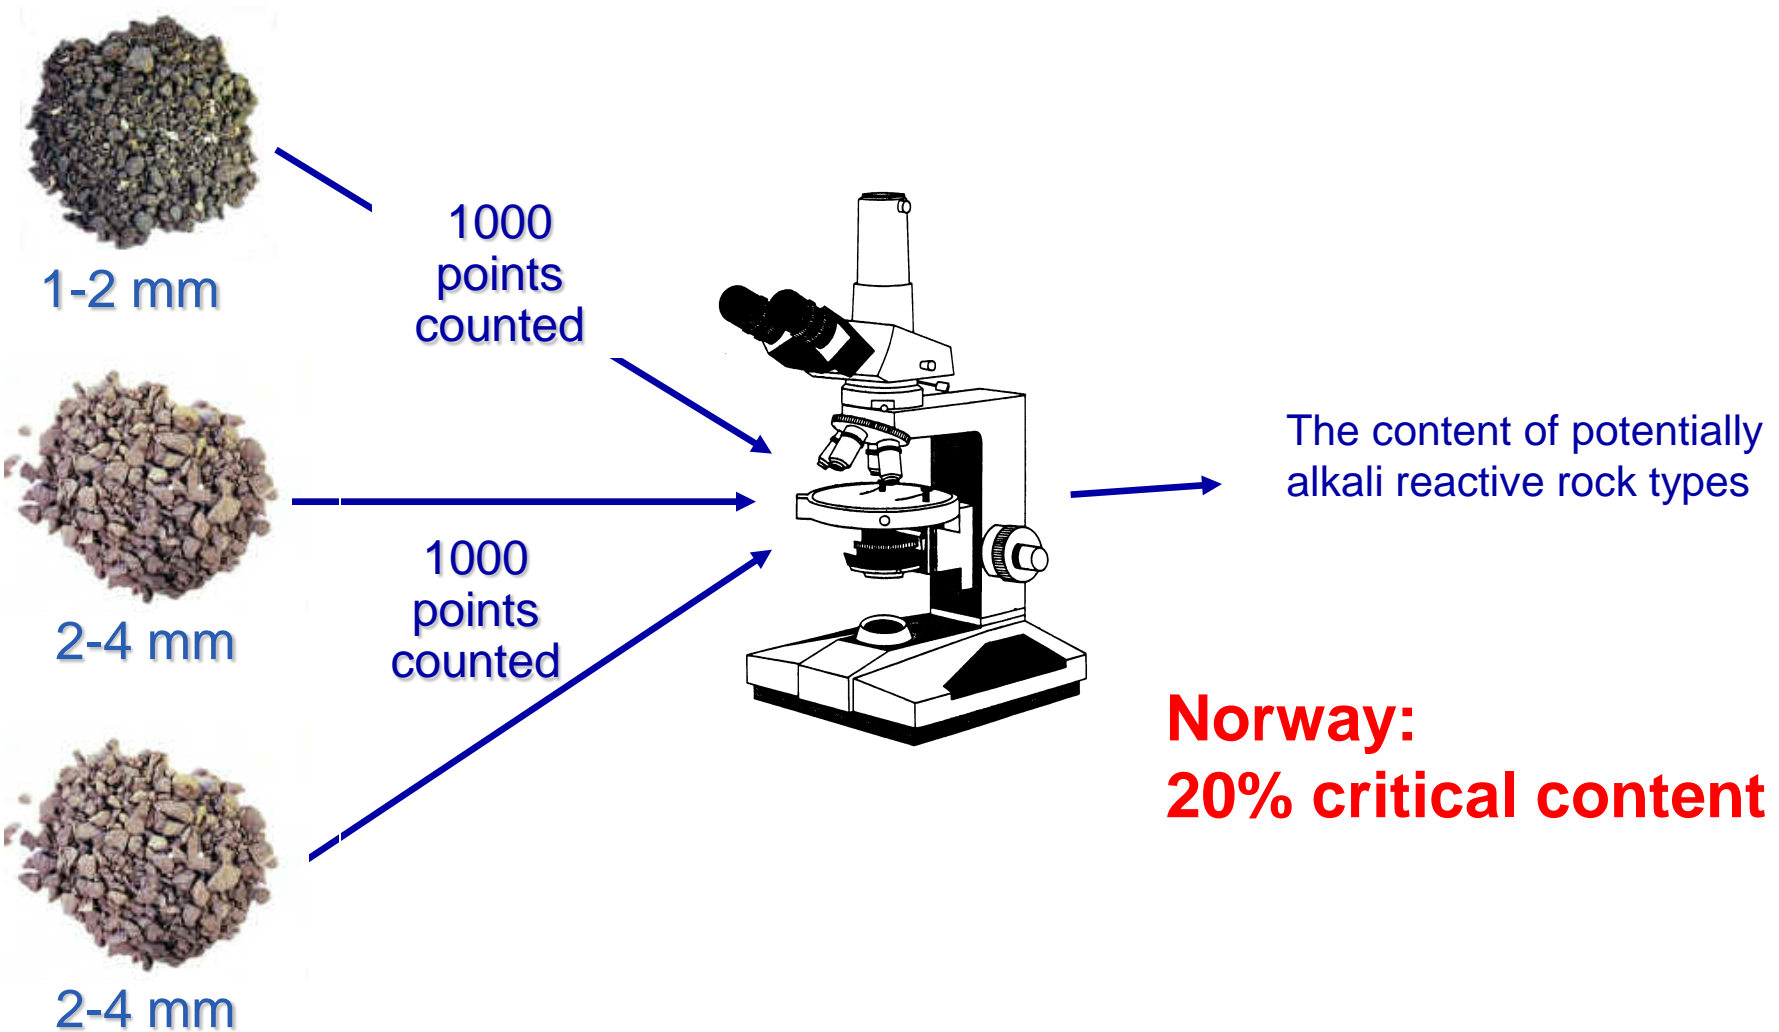 1-2 mm
1000
points
counted
2-4 mm
1000
points
counted
2-4 mm
The content of potentially
alkali reactive rock types
Norway:
20% critical content